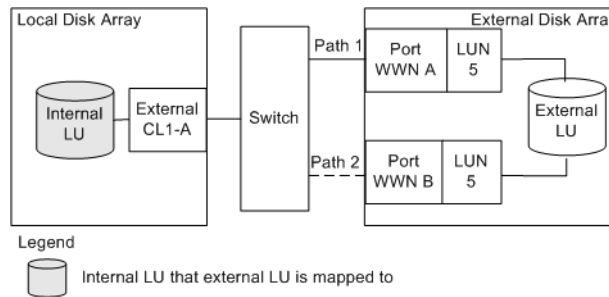 Local Disk Array
External Disk Arra
Internal
LU
External
CL1-A
Switch
Path 1
Port
WWN A
LUN
5
External
LU
Path 2
Port
WWN B
LUN
5
Legend
Internal LU that external LU is mapped to